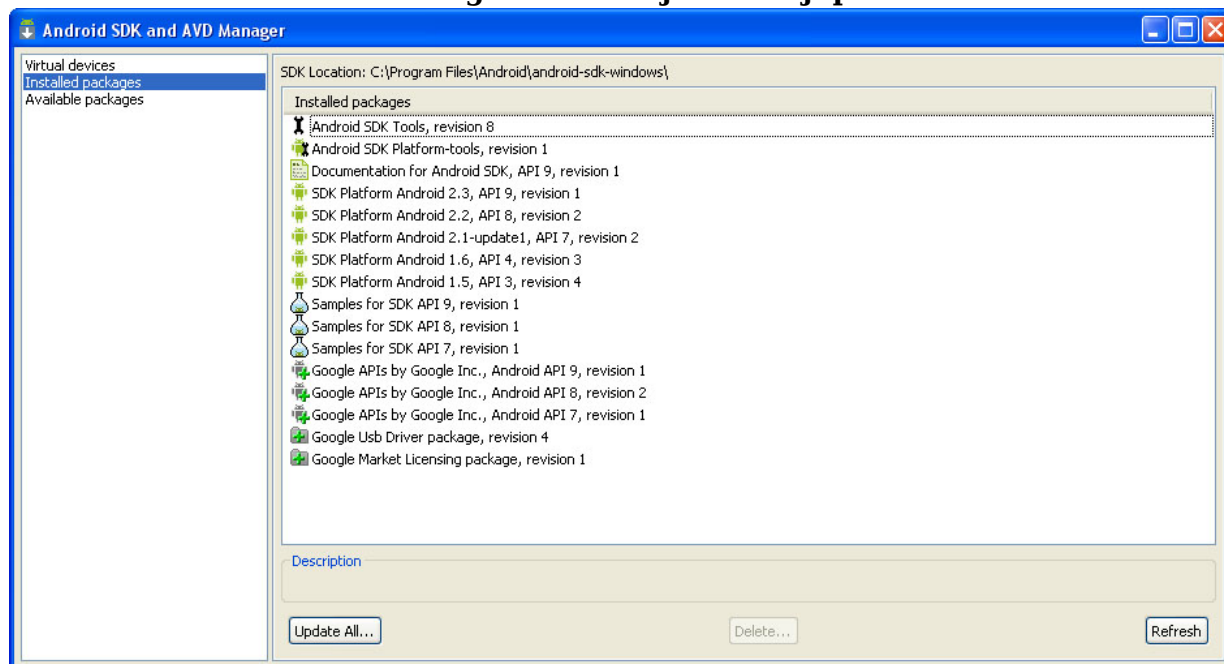 Android SDK and AVD Manager
Virtual devices
Installed packages
Available packages
SDK Location: C:\Program Files\Android\android-sdk-windows\
Installed packages
Android SDK Tools, revision 8
Android SDK Platform-tools, revision 1
Documentation for Android SDK, API 9, revision 1
SDK Platform Android 2.3, API 9, revision 1
SDK Platform Android 2.2, API 8, revision 2
SDK Platform Android 2.1-update1, API 7, revision 2
SDK Platform Android 1.6, API 4, revision 3
SDK Platform Android 1.5, API 3, revision 4
Samples for SDK API 9, revision 1
Samples for SDK API 8, revision 1
Samples for SDK API 7, revision 1
Google APIs by Google Inc., Android API 9, revision 1
Google APIs by Google Inc., Android API 8, revision 2
Google APIs by Google Inc., Android API 7, revision 1
Google Usb Driver package, revision 4
Google Market Licensing package, revision 1
Description
Update All...
Delete...
Refresh